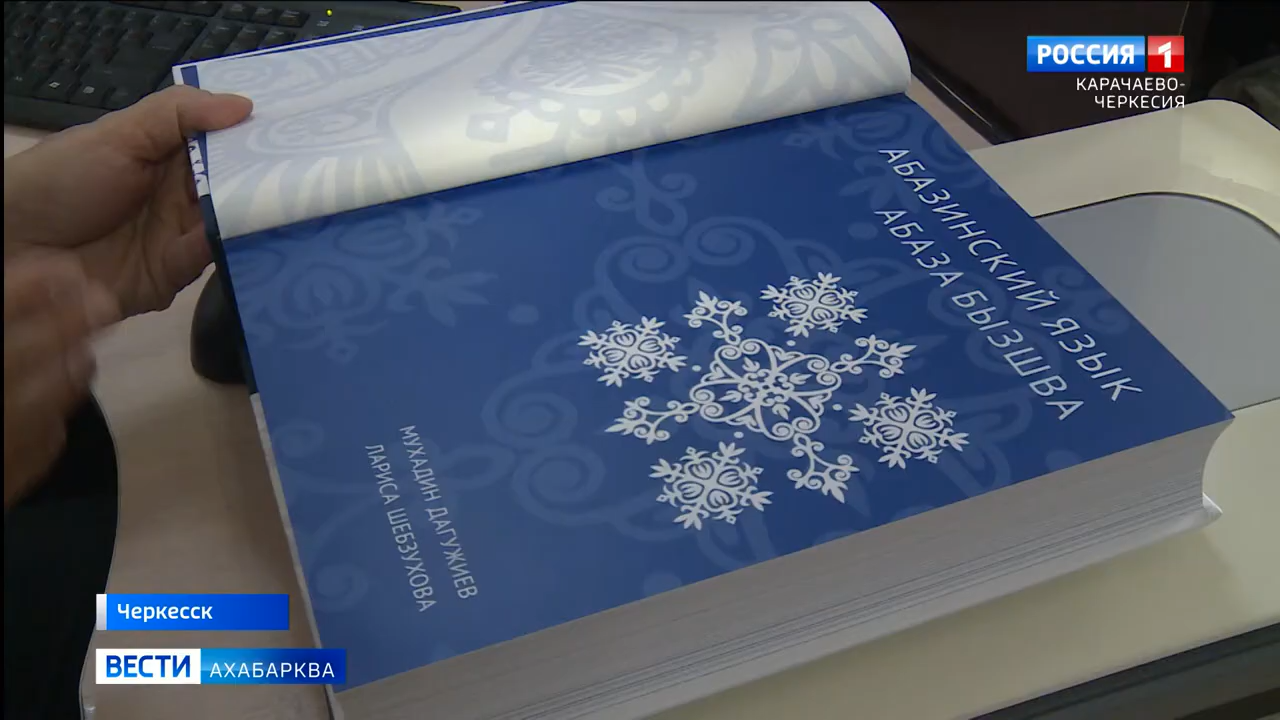 РОССИЯ 1
КАРАЧАЕВО-
ЧЕРКЕСИЯ
АБАЗИНСКИЙ ЯЗЫК
АБАЗА БЫЗШВА
МУХАДИН ДАГУЖИЕВ
ЛАРИСА ШЕБЗУХОВА
Черкесск
ВЕСТИ АХАБАРКВА